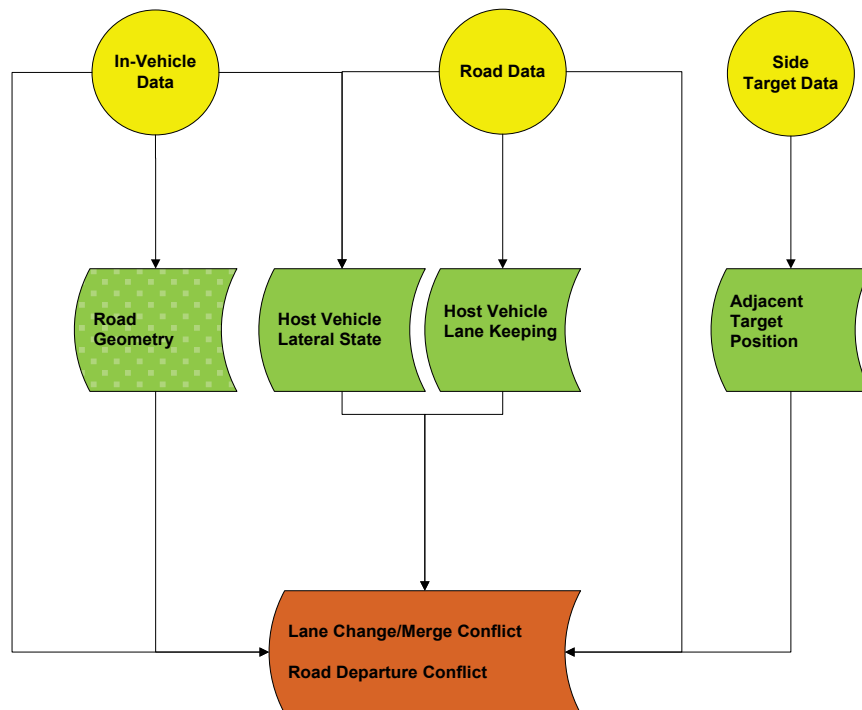 In-Vehicle
Data
Road Data
Side
Target Data
Road
Geometry
Host Vehicle
Lateral State
Host Vehicle
Lane Keeping
Adjacent
Target
Position
Lane Change/Merge Conflict
Road Departure Conflict